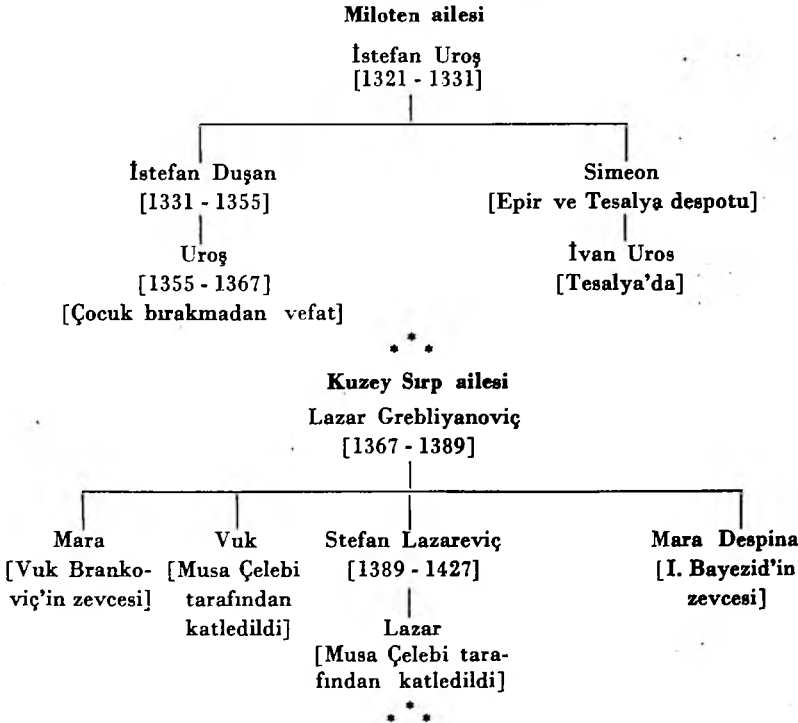 Miloten ailesi
İstefan Uroş
[1321 - 1331]
İstefan Duşan
[1331 - 1355]
Uroş
[1355 - 1367]
[Çocuk bırakmadan vefat]
Simeon
[Epir ve Tesalya despotu]
İvan Uros
[Tesalya'da]
* * *
Kuzey Sırp ailesi
Lazar Grebliyanoviç
[1367 - 1389]
Mara
[Vuk Branko-
viç'in zevcesi]
Vuk
[Musa Çelebi
tarafından
katledildi]
Stefan Lazareviç
[1389 - 1427]
Lazar
[Musa Çelebi tara-
fından katledildi]
Mara Despina
[I. Bayezid'in
zevcesi]
* * *